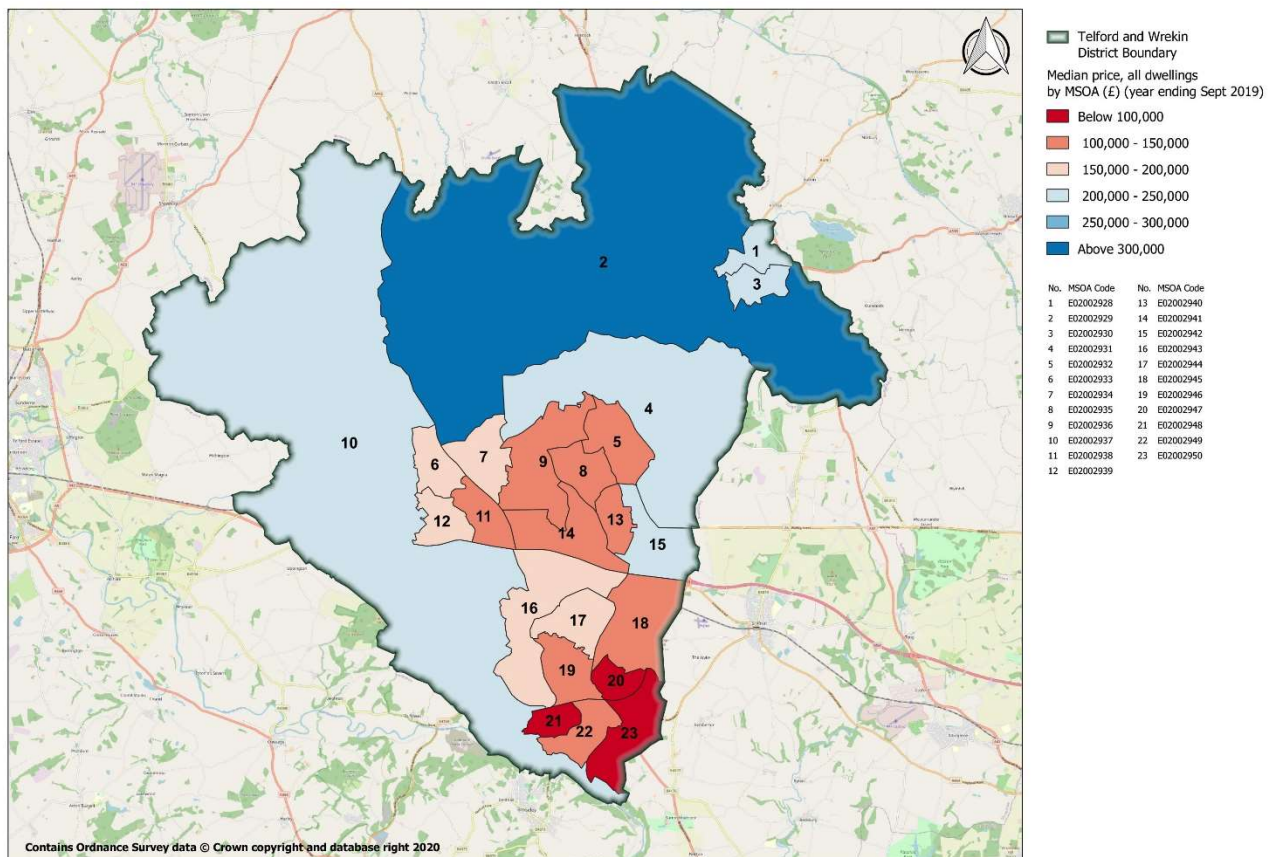 Telford and Wrekin
District Boundary
Median price, all dwellings
by MSOA (£) (year ending Sept 2019)
Below 100,000
100,000 - 150,000
150,000 - 200,000
200,000 - 250,000
250,000 - 300,000
Above 300,000
No. MSOA Code No. MSOA Code
1 E02002928 13 E02002940
2 E02002929 14 E02002941
3 E02002930 15 E02002942
4 E02002931 16 E02002943
5 E02002932 17 E02002944
6 E02002933 18 E02002945
7 E02002934 19 E02002946
8 E02002935 20 E02002947
9 E02002936 21 E02002948
10 E02002937 22 E02002949
11 E02002938 23 E02002950
12 E02002939
1
2
3
4
10
5
6
7
9
8
12
11
13
14
15
16
17
18
19
20
21
22
23
Contains Ordnance Survey data © Crown copyright and database right 2020